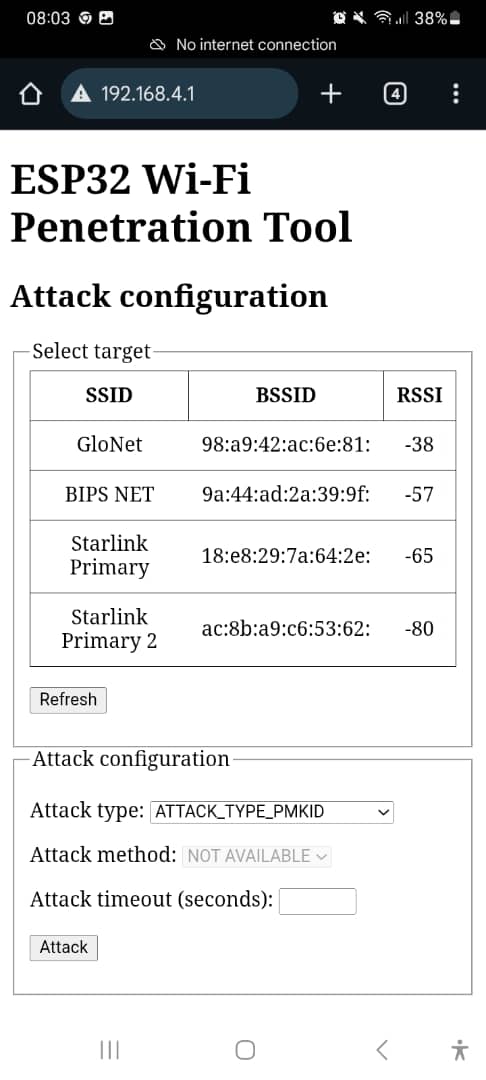 08:03 38%
No internet connection
192.168.4.1 4
ESP32 Wi-Fi
Penetration Tool
Attack configuration
Select target
SSID BSSID RSSI
GloNet 98:a9:42:ac:6e:81: -38
BIPS NET 9a:44:ad:2a:39:9f: -57
Starlink
Primary 18:e8:29:7a:64:2e: -65
Starlink
Primary 2 ac:8b:a9:c6:53:62: -80
Refresh
Attack configuration
Attack type: ATTACK_TYPE_PMKID
Attack method: NOT AVAILABLE
Attack timeout (seconds):
Attack